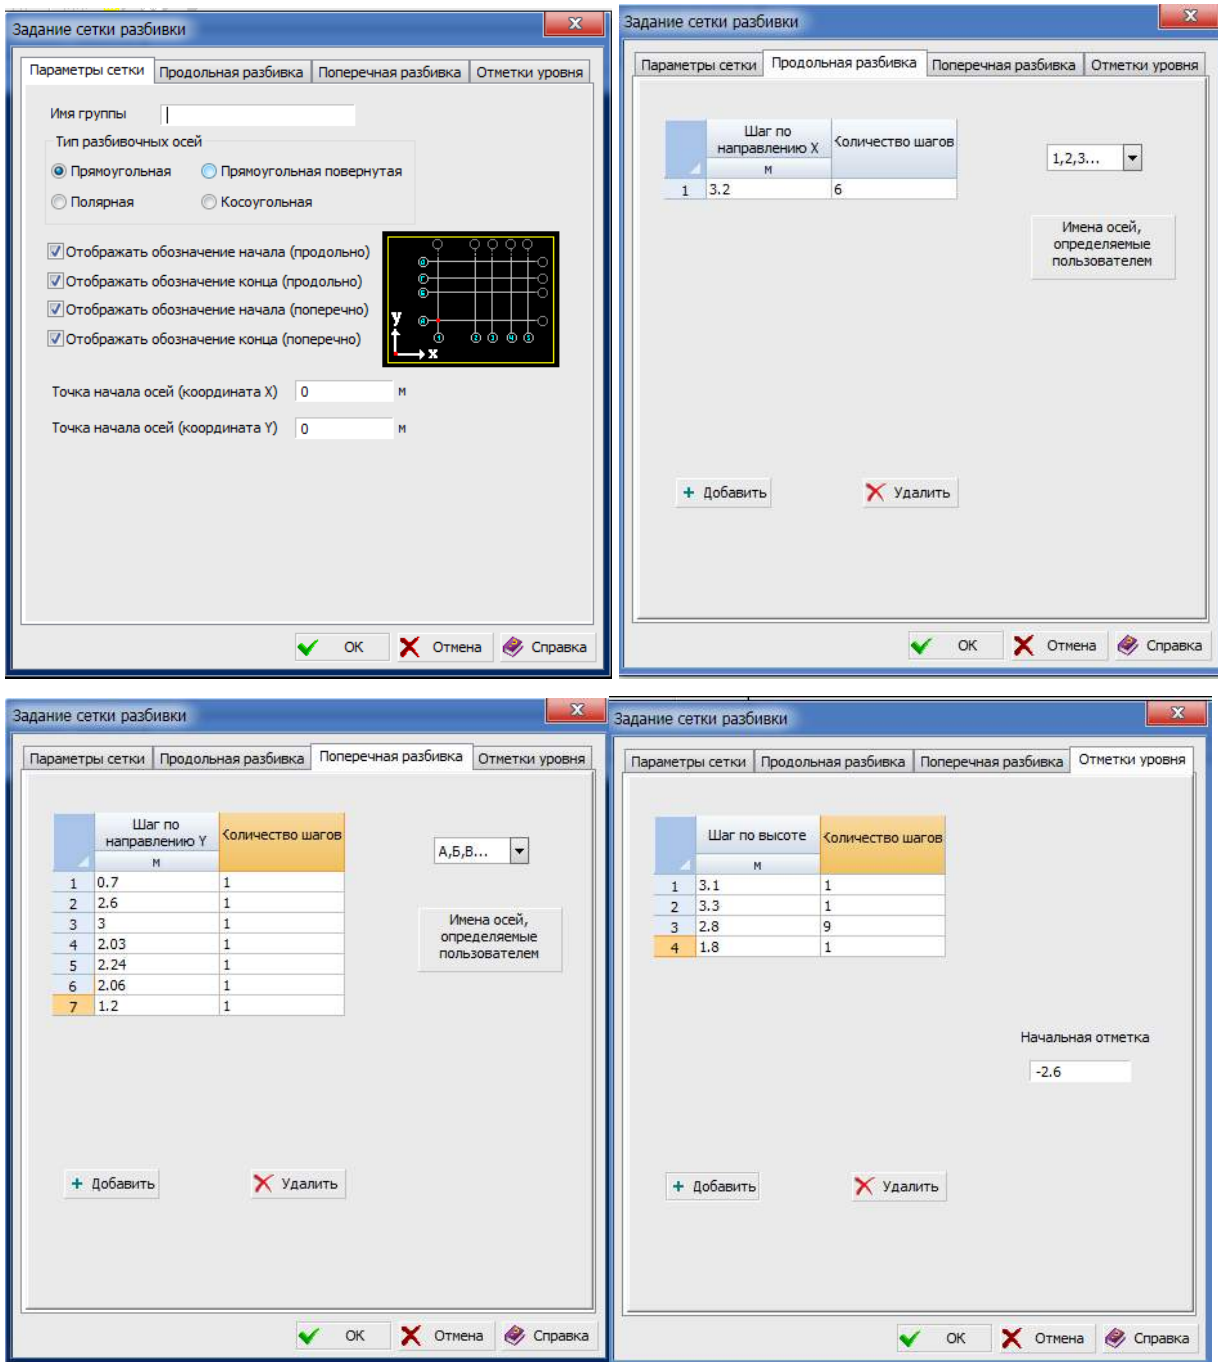 Задание сетки разбивки
Параметры сетки Продольная разбивка Поперечная разбивка Отметки уровня
Имя группы
Тип разбивочных осей
Прямоугольная Прямоугольная повернутая
Полярная Косоугольная
Отображать обозначение начала (продольно)
Отображать обозначение конца (продольно)
Отображать обозначение начала (поперечно)
Отображать обозначение конца (поперечно)
y
x
Точка начала осей (координата X) 0 м
Точка начала осей (координата Y) 0 м
ОК Отмена Справка
Задание сетки разбивки
Параметры сетки Продольная разбивка Поперечная разбивка Отметки уровня
Шаг по
направлению X
Количество шагов
м
1 3.2 6
1,2,3...
Имена осей,
определяемые
пользователем
+ Добавить Удалить
ОК Отмена Справка
Задание сетки разбивки
Параметры сетки Продольная разбивка Поперечная разбивка Отметки уровня
Шаг по
направлению Y
Количество шагов
м
1 0.7 1
2 2.6 1
3 3 1
4 2.03 1
5 2.24 1
6 2.06 1
7 1.2 1
А,Б,В...
Имена осей,
определяемые
пользователем
+ Добавить Удалить
ОК Отмена Справка
Задание сетки разбивки
Параметры сетки Продольная разбивка Поперечная разбивка Отметки уровня
Шаг по высоте Количество шагов
м
1 3.1 1
2 3.3 1
3 2.8 9
4 1.8 1
Начальная отметка
-2.6
+ Добавить Удалить
ОК Отмена Справка